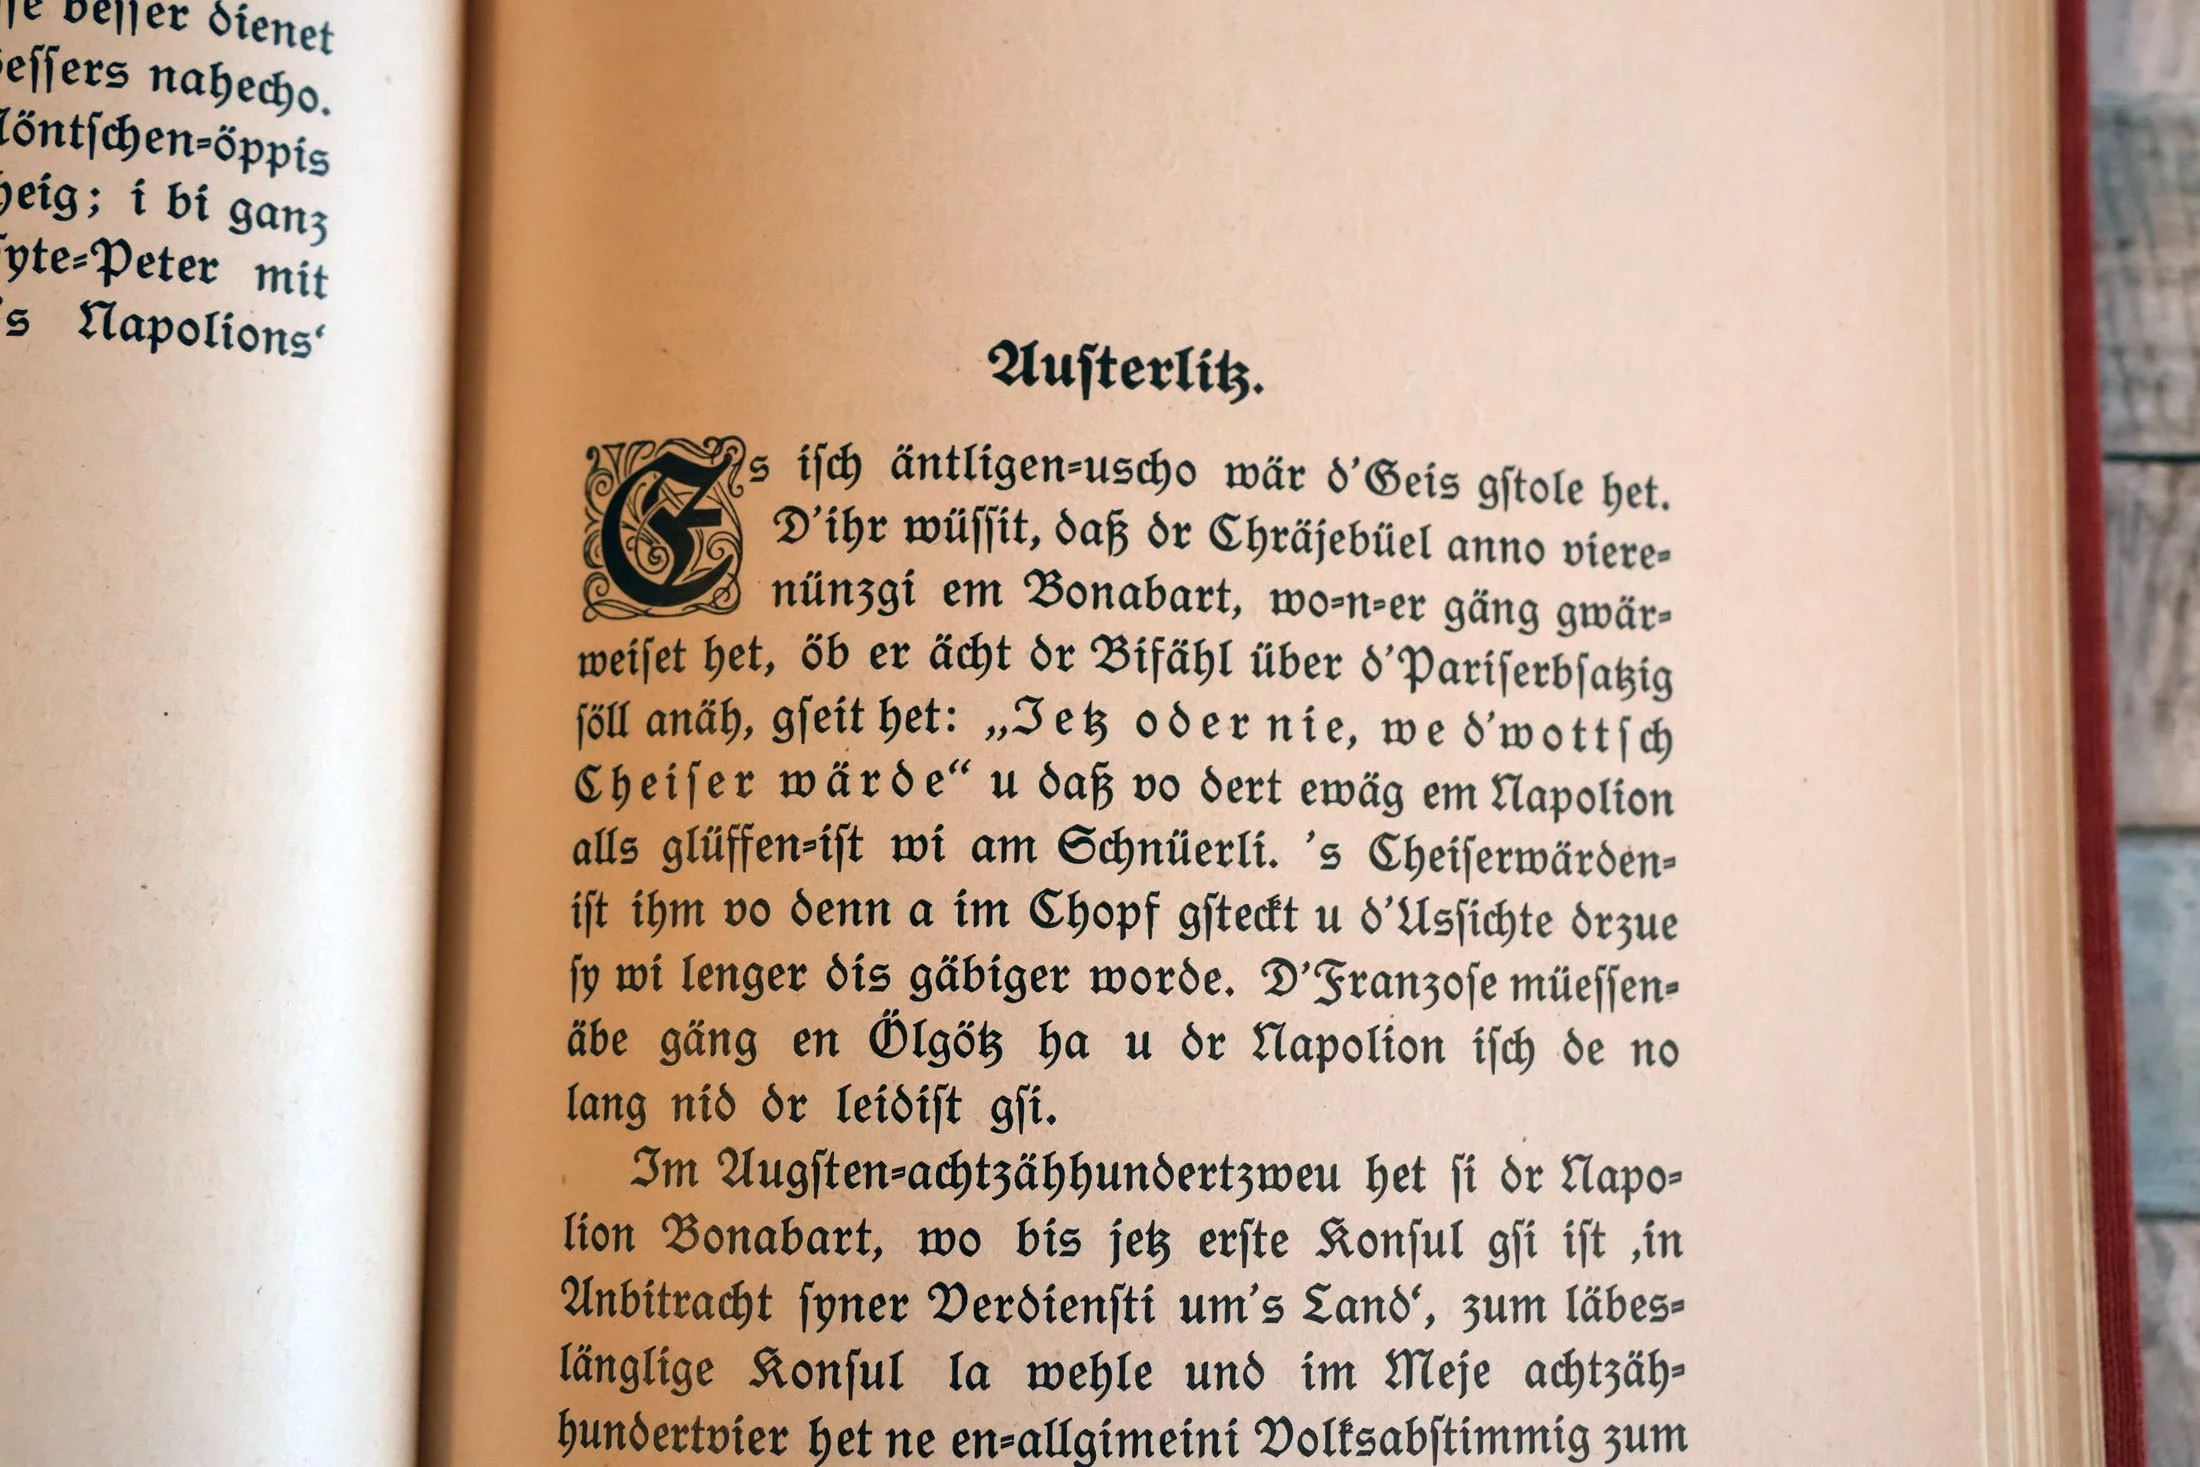 beſſer dienet
nahecho.
öppis
heig; i bi ganz
Peter mit
's Napolions‘
Auſterlitz.
Es iſch äntligen-uscho wär d'Geis gſtole het.
D'ihr wüſſit, daß dr Chräjebüel anno viere-
nünzgi em Bonabart, wo-n-er gäng gwär-
weiſet het, öb er ächt dr Bifähl über d'Pariſerbſatzig
ſöll anäh, gſeit het: „Jetz oder nie, we d'wottſch
Cheiſer wärde“ u daß vo dert ewäg em Napolion
alls glüffen-iſt wi am Schnüerli. 's Cheiſerwärden-
iſt ihm vo denn a im Chopf gſteckt u d'Usſichte drzue
ſy wi lenger dis gäbiger worde. D'Franzoſe müeſſen-
äbe gäng en Ölgötz ha u dr Napolion iſch de no
lang nid dr leidiſt gſi.
Im Augſten-achtzähhundertzweu het ſi dr Napo-
lion Bonabart, wo bis jetz erſte Konſul gſi iſt ‚in
Anbitracht ſyner Verdienſti um's Land‘, zum läbes-
länglige Konſul la wehle und im Meje achtzäh-
hundertvier het ne en-allgimeini Volksabſtimmig zum